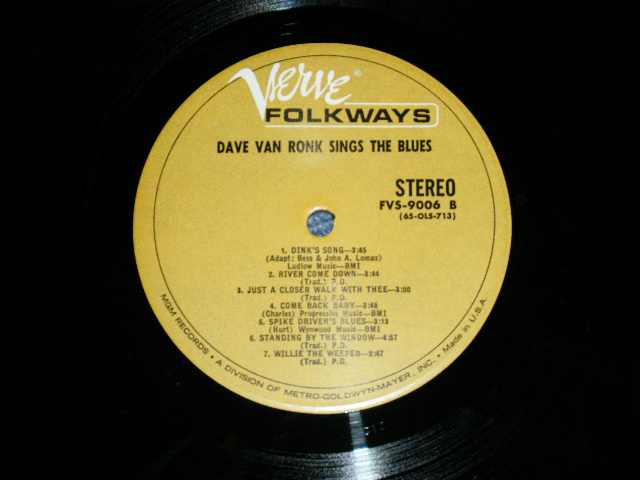 Verve®
FOLKWAYS
DAVE VAN RONK SINGS THE BLUES
STEREO
FVS-9006 B
(65-OLS-713)
1. DINK'S SONG—3:45
(Adapt: Bess & John A. Lomax)
Ludlow Music—BMI
2. RIVER COME DOWN—3:44
(Trad.) P.D.
3. JUST A CLOSER WALK WITH THEE—3:00
(Trad.) P.D.
4. COME BACK BABY—3:48
(Charles) Progressive Music—BMI
5. SPIKE DRIVER'S BLUES—3:13
(Hurt) Wynwood Music—BMI
6. STANDING BY THE WINDOW—4:57
(Trad.) P.D.
7. WILLIE THE WEEPER—3:47
(Trad.) P.D.
MGM RECORDS • A DIVISION OF METRO-GOLDWYN-MAYER, INC. • Made in U.S.A.